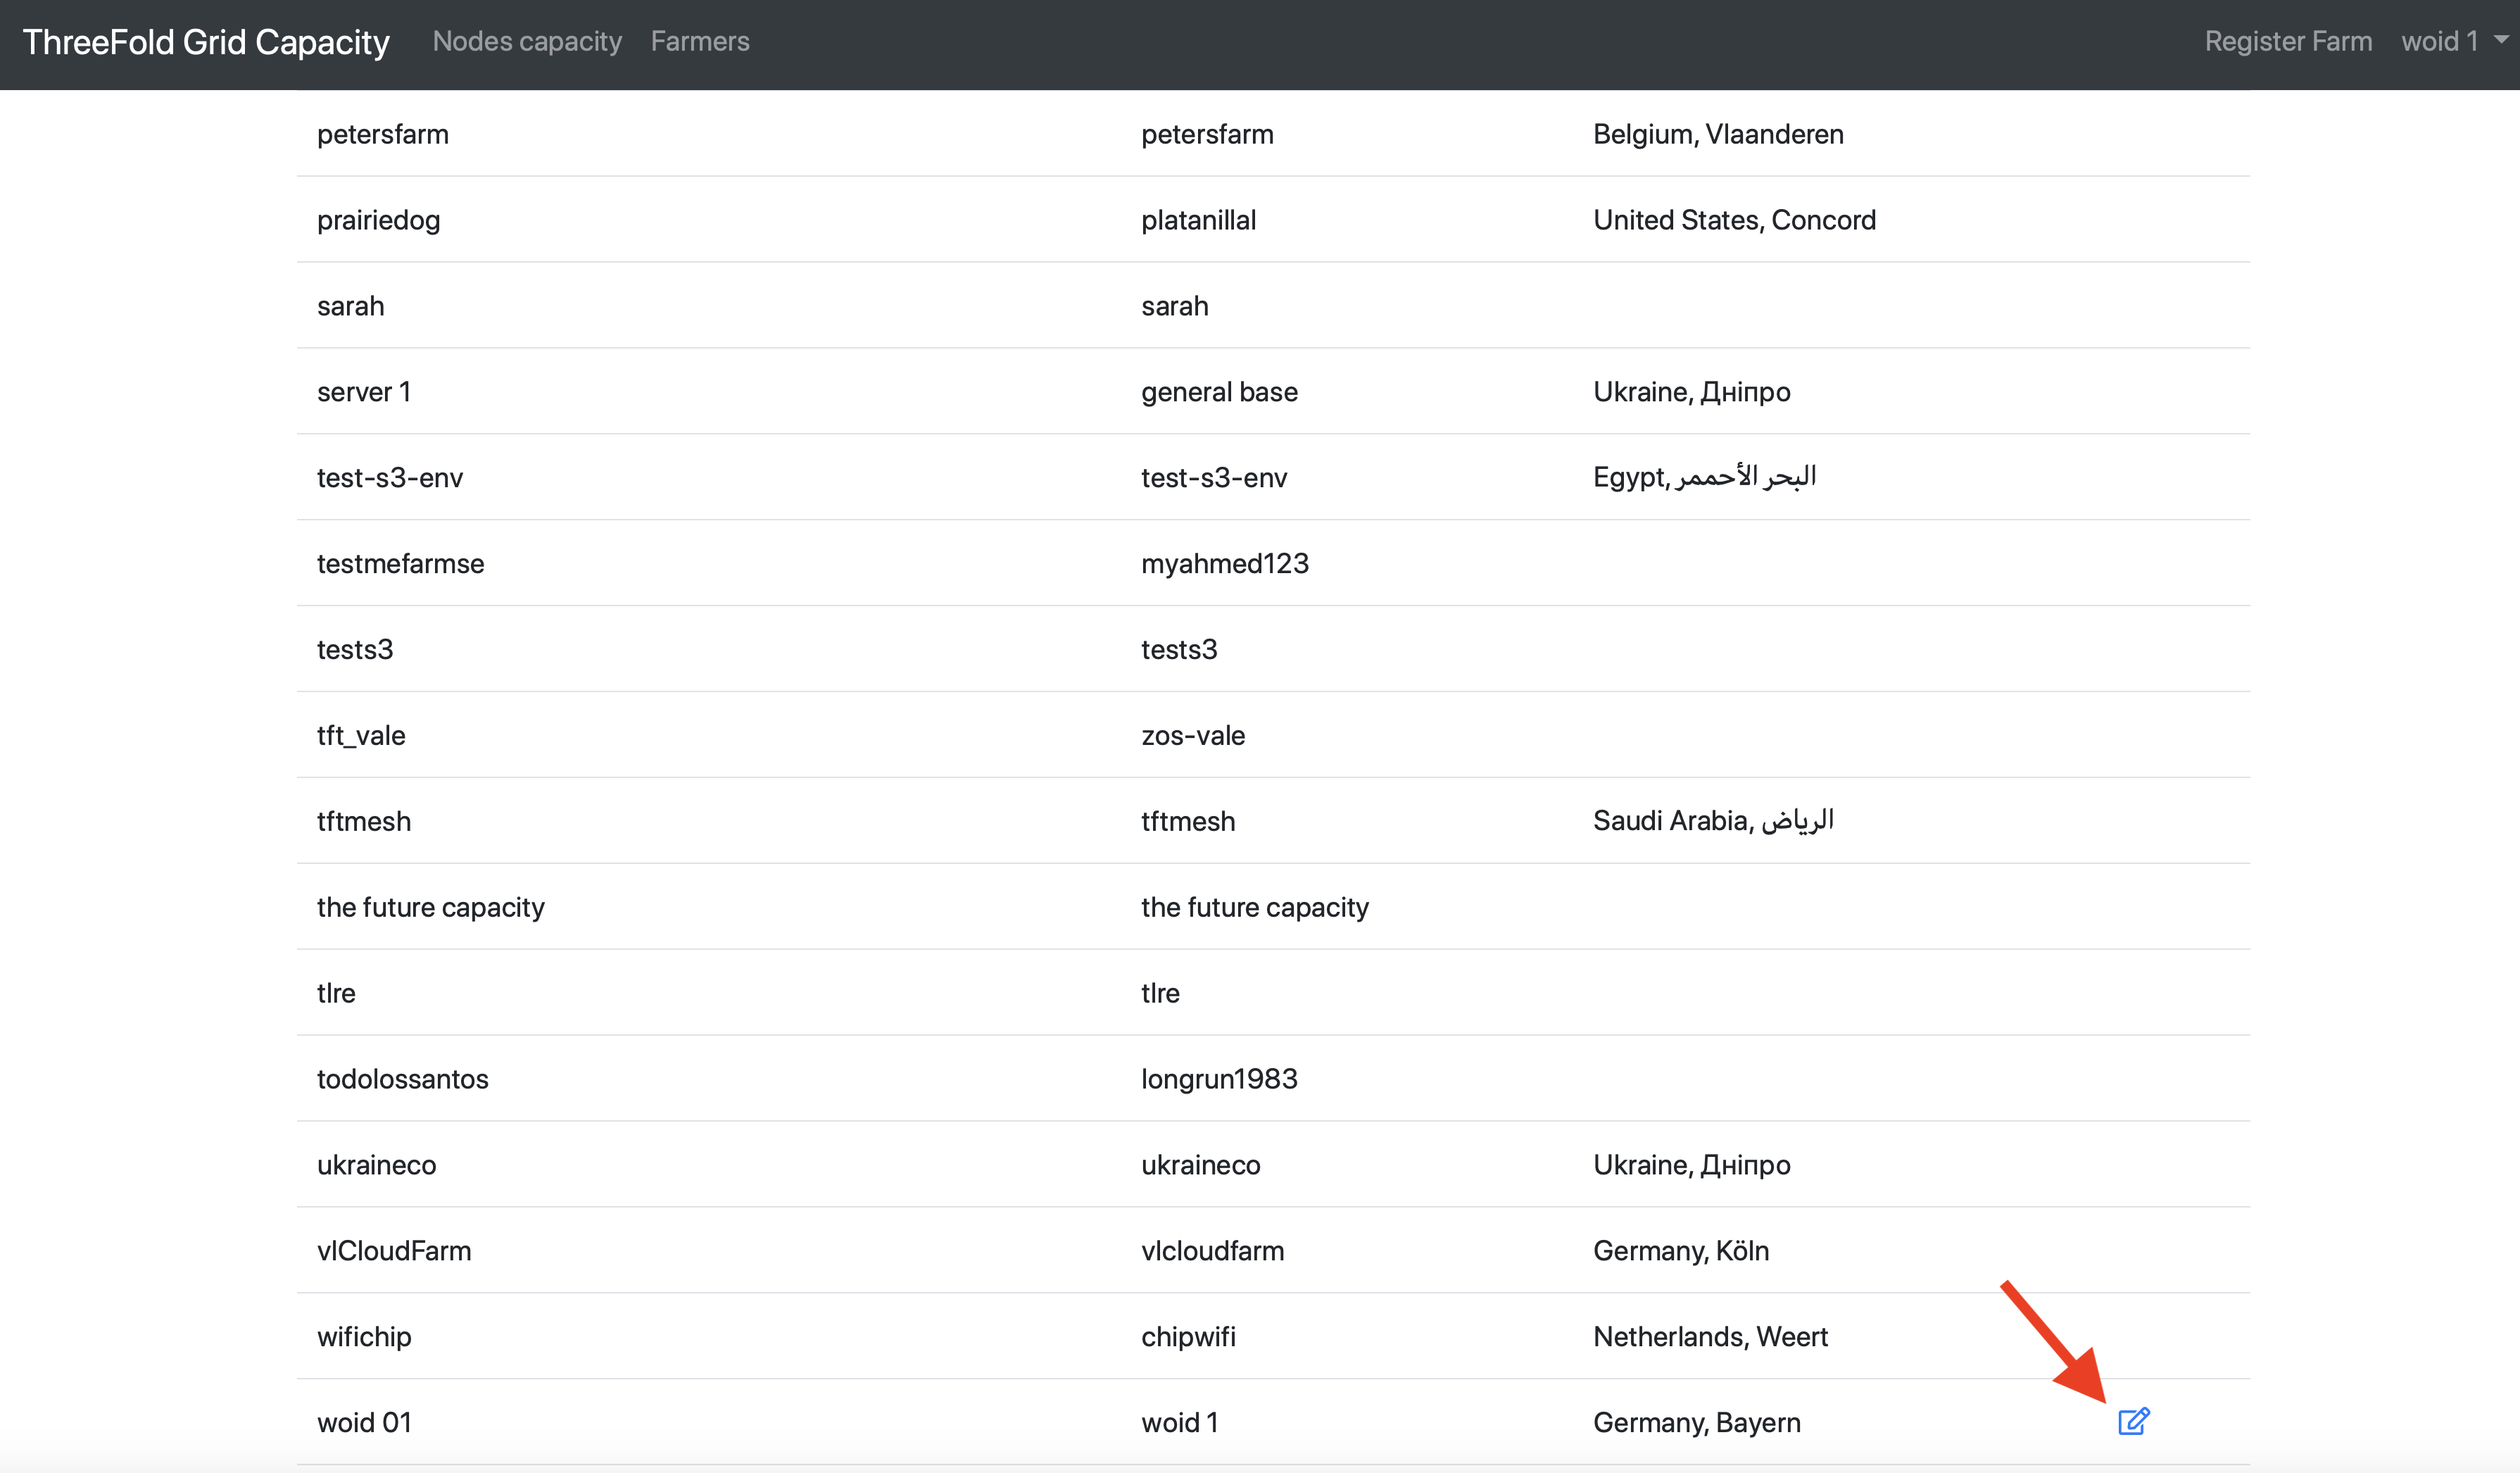 ThreeFold Grid Capacity Nodes capacity Farmers Register Farm woid 1
petersfarm petersfarm Belgium, Vlaanderen
prairiedog platanillal United States, Concord
sarah sarah
server 1 general base Ukraine, Дніпро
test-s3-env test-s3-env Egypt, البحر الأحممر
testmefarmse myahmed123
tests3 tests3
tft_vale zos-vale
tftmesh tftmesh Saudi Arabia, الرياض
the future capacity the future capacity
tlre tlre
todolossantos longrun1983
ukraineco ukraineco Ukraine, Дніпро
vlCloudFarm vlcloudfarm Germany, Köln
wifichip chipwifi Netherlands, Weert
woid 01 woid 1 Germany, Bayern